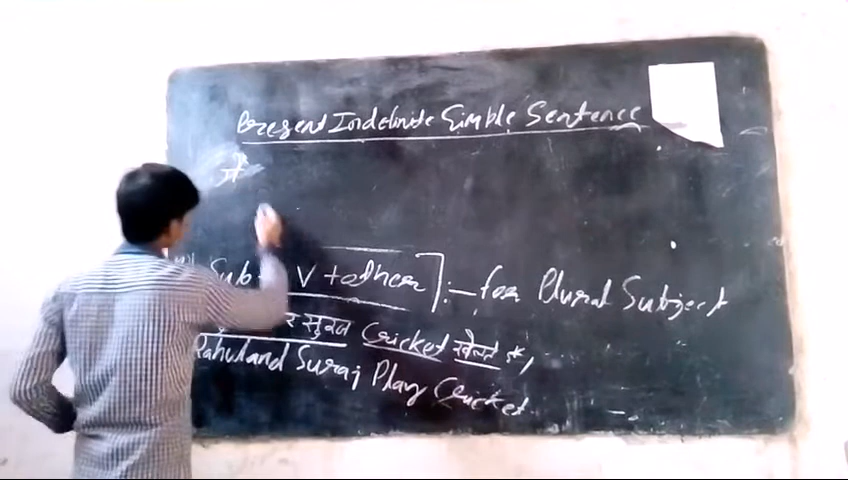 Present Indefinite Simple Sentence
मैं
Sub + V + other] :— for Plural Subject
सुरज Cricket खेलते है,
Rahul and Suraj Play Cricket